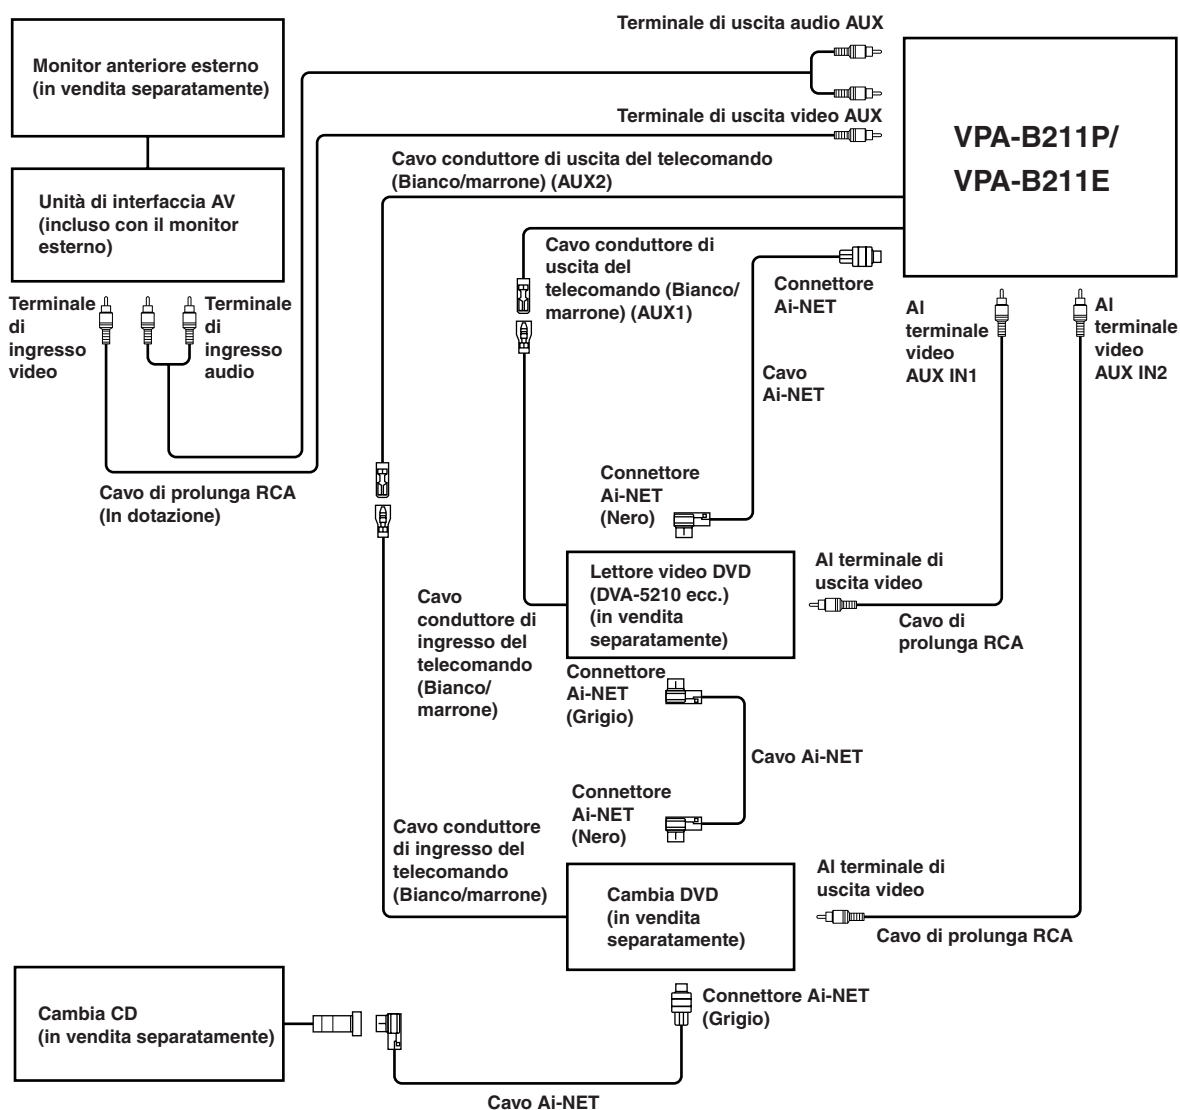 Terminale di uscita audio AUX
Monitor anteriore esterno
(in vendita separatamente)
Terminale di uscita video AUX
VPA-B211P/
VPA-B211E
Cavo conduttore di uscita del telecomando
(Bianco/marrone) (AUX2)
Unità di interfaccia AV
(incluso con il monitor
esterno)
Cavo conduttore di
uscita del
telecomando (Bianco/
marrone) (AUX1)
Connettore
Ai-NET
Terminale
di
ingresso
video
Terminale
di
ingresso
audio
Al
terminale
video
AUX IN1
Al
terminale
video
AUX IN2
Cavo
Ai-NET
Connettore
Ai-NET
(Nero)
Cavo di prolunga RCA
(In dotazione)
Lettore video DVD
(DVA-5210 ecc.)
(in vendita
separatamente)
Al terminale di
uscita video
Cavo di
prolunga RCA
Cavo
conduttore di
ingresso del
telecomando
(Bianco/
marrone)
Connettore
Ai-NET
(Grigio)
Cavo Ai-NET
Connettore
Ai-NET
(Nero)
Cavo conduttore
di ingresso del
telecomando
(Bianco/marrone)
Cambia DVD
(in vendita
separatamente)
Al terminale di
uscita video
Cavo di prolunga RCA
Cambia CD
(in vendita separatamente)
Connettore Ai-NET
(Grigio)
Cavo Ai-NET